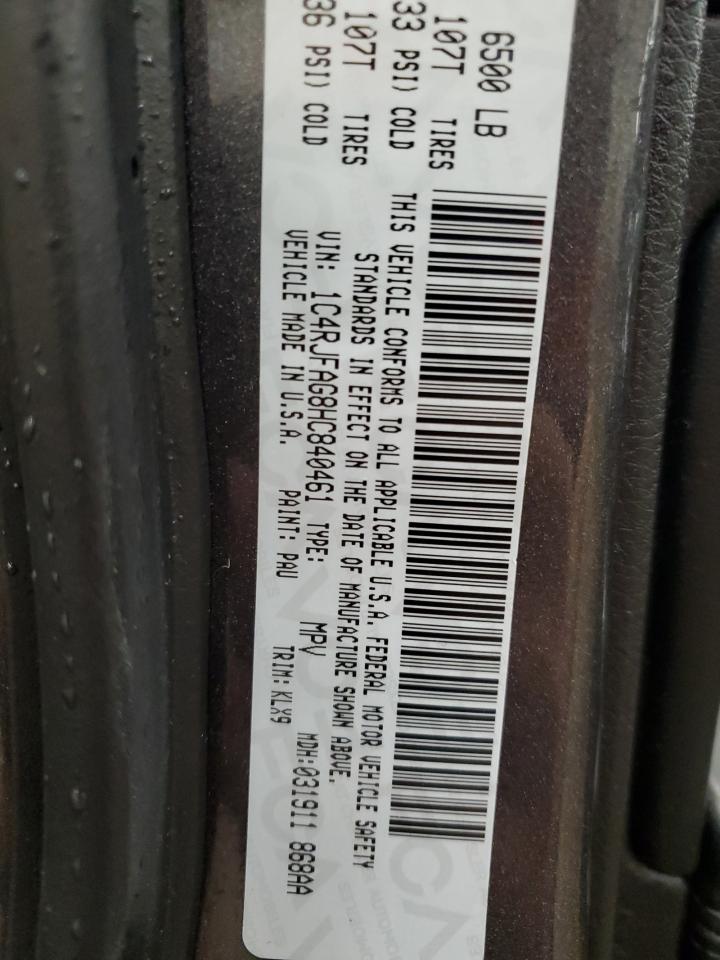 6500 LB
107T TIRES
33 PSI) COLD
107T TIRES
36 PSI) COLD
THIS VEHICLE CONFORMS TO ALL APPLICABLE U.S.A. FEDERAL MOTOR VEHICLE SAFETY
STANDARDS IN EFFECT ON THE DATE OF MANUFACTURE SHOWN ABOVE.
VIN: 1C4RJFAG8HC840461 TYPE: MPV MDH:031911 868AA
VEHICLE MADE IN U.S.A. PAINT: PAU TRIM: KLX9